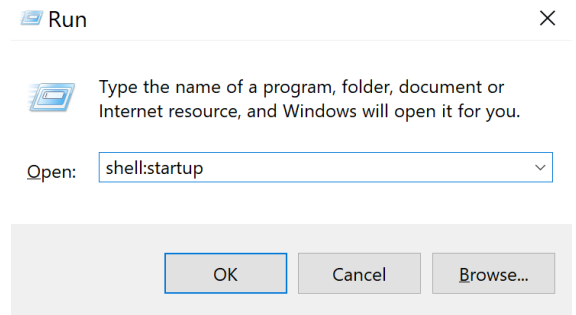 Run
Type the name of a program, folder, document or
Internet resource, and Windows will open it for you.
Open: shell:startup
OK Cancel Browse...